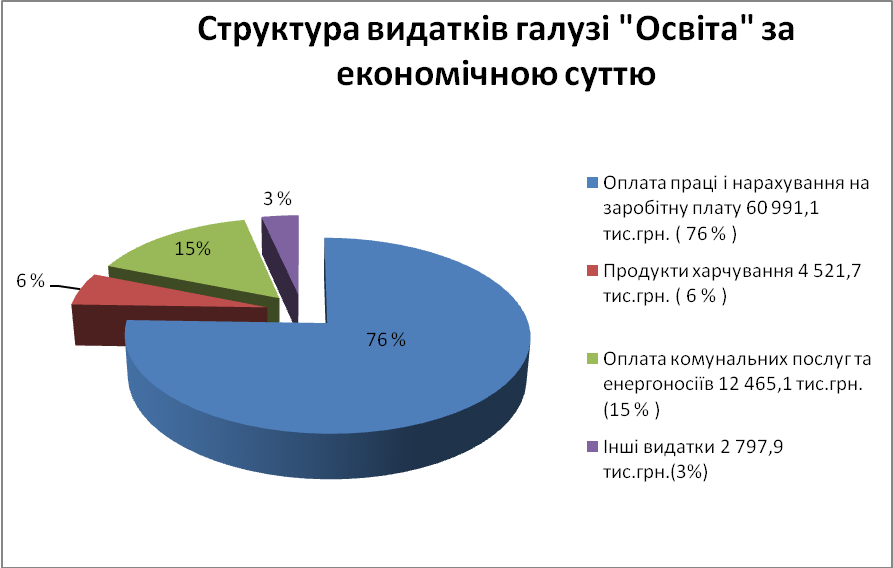 Структура видатків галузі "Освіта" за
економічною суттю
3 %
15%
6 %
76 %
Оплата праці і нарахування на
заробітну плату 60 991,1
тис.грн. ( 76 % )
Продукти харчування 4 521,7
тис.грн. ( 6 % )
Оплата комунальних послуг та
енергоносіїв 12 465,1 тис.грн.
(15 % )
Інші видатки 2 797,9
тис.грн.(3%)